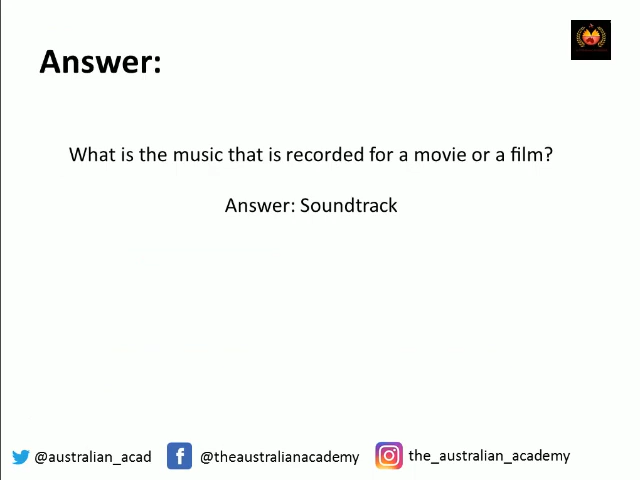 Answer:
What is the music that is recorded for a movie or a film?
Answer: Soundtrack
@australian_acad @theaustralianacademy the_australian_academy